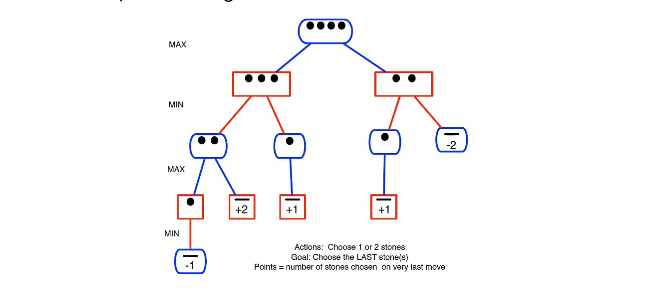 MAX
MIN
-2
MAX
+2
+1
+1
MIN
-1
Actions: Choose 1 or 2 stones
Goal: Choose the LAST stone(s)
Points = number of stones chosen on very last move